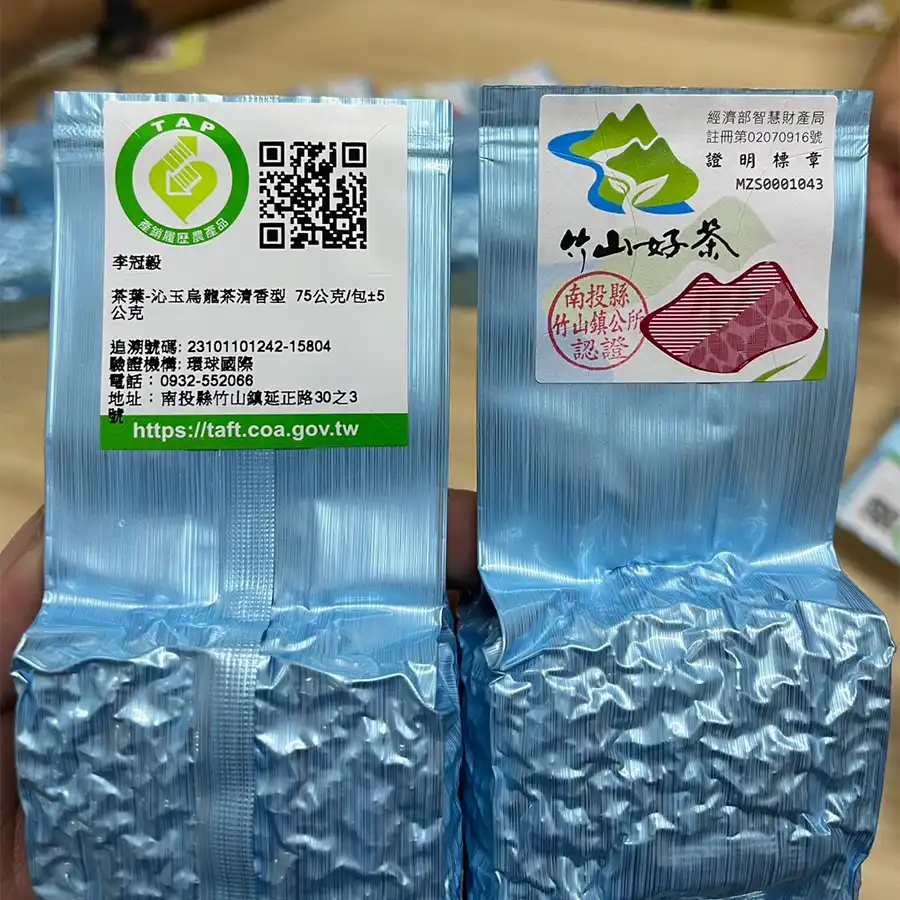 TAP
產銷履歷農產品
李冠毅
茶葉-沁玉烏龍茶清香型 75公克/包±5
公克
追溯號碼: 23101101242-15804
驗證機構: 環球國際
電話：0932-552066
地址：南投縣竹山鎮延正路30之3
號
https://taft.coa.gov.tw
經濟部智慧財產局
註冊第02070916號
證明標章
MZS0001043
竹山好茶
南投縣
竹山鎮公所
認證